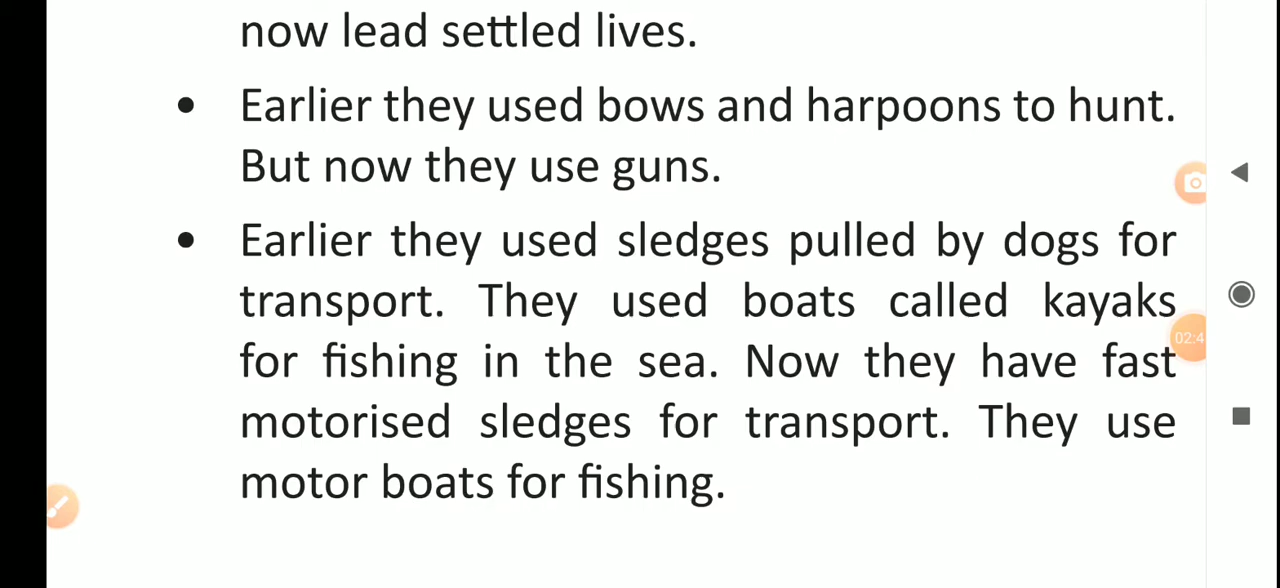 now lead settled lives.
• Earlier they used bows and harpoons to hunt.
But now they use guns.
• Earlier they used sledges pulled by dogs for
transport. They used boats called kayaks
for fishing in the sea. Now they have fast
motorised sledges for transport. They use
motor boats for fishing.
02:4